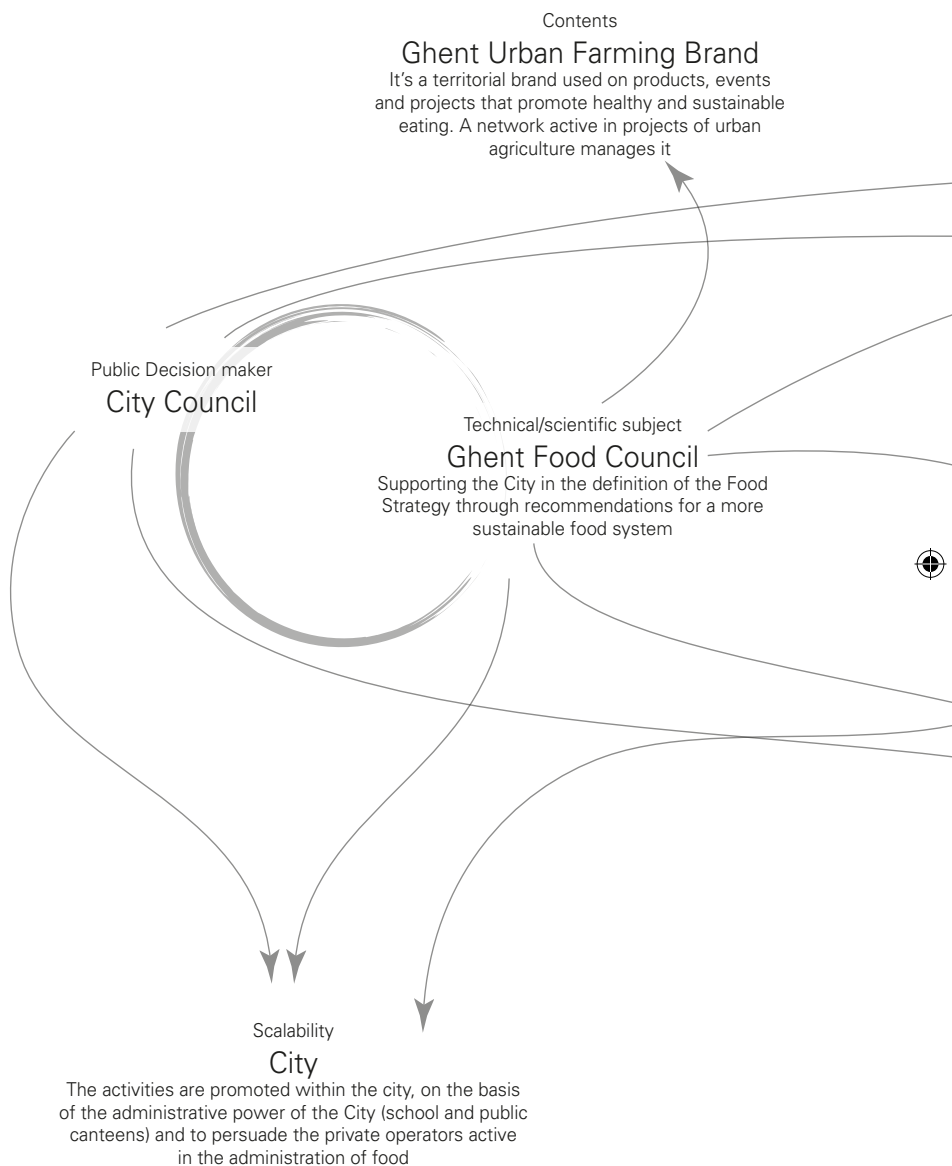 Contents
Ghent Urban Farming Brand
It's a territorial brand used on products, events
and projects that promote healthy and sustainable
eating. A network active in projects of urban
agriculture manages it
Public Decision maker
City Council
Technical/scientific subject
Ghent Food Council
Supporting the City in the definition of the Food
Strategy through recommendations for a more
sustainable food system
Scalability
City
The activities are promoted within the city, on the basis
of the administrative power of the City (school and public
canteens) and to persuade the private operators active
in the administration of food